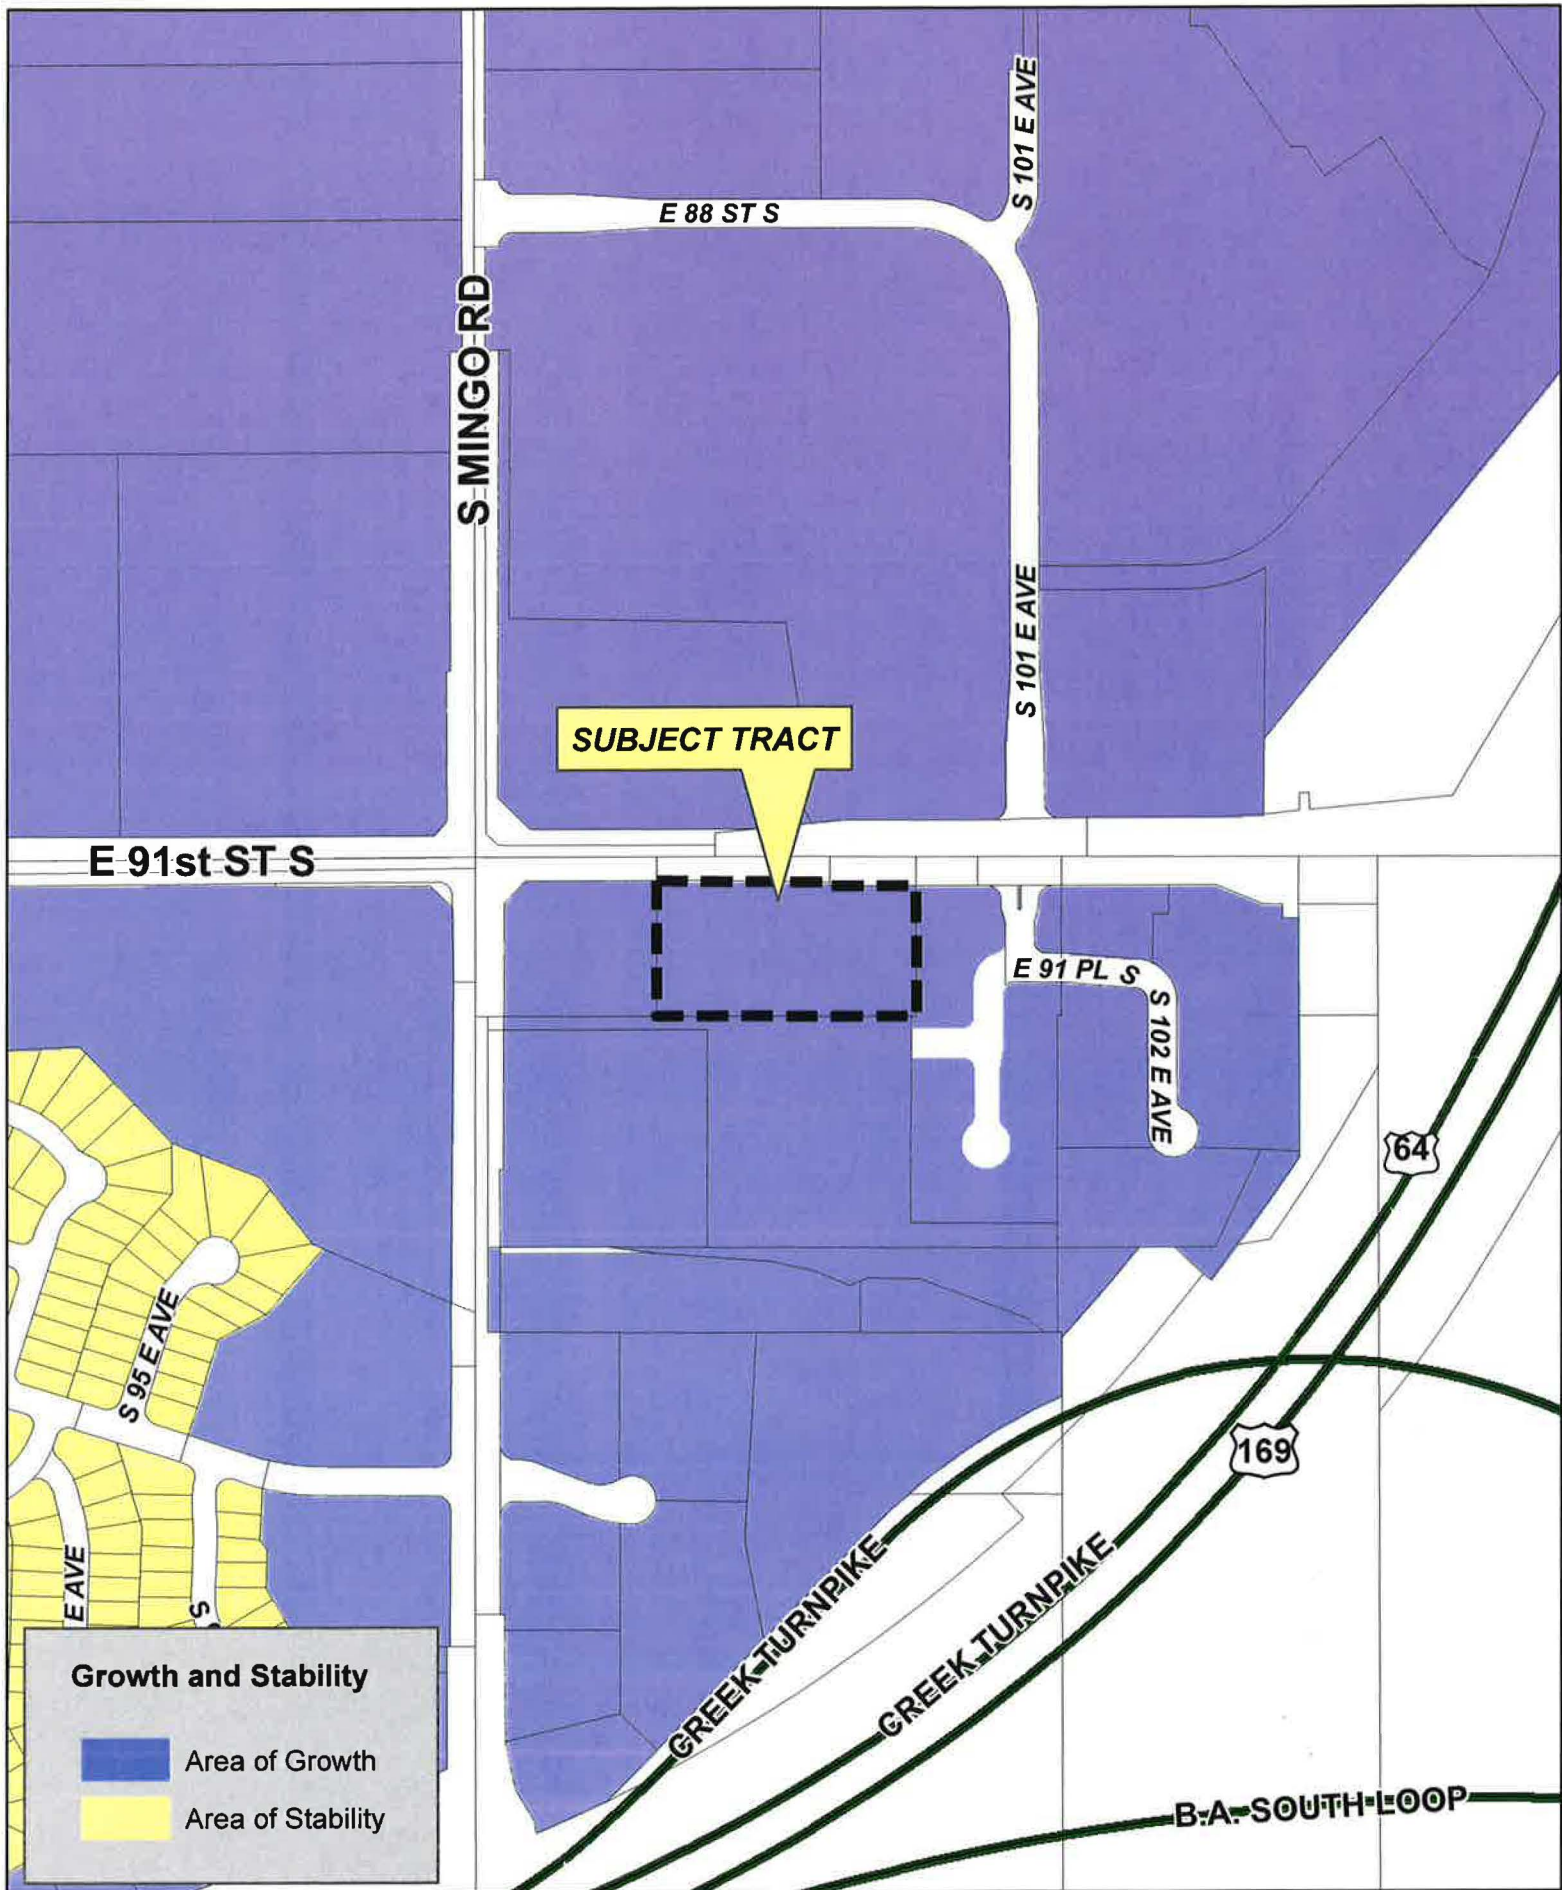 S 101 E AVE
E 88 ST S
S MINGO RD
S 101 E AVE
SUBJECT TRACT
E 91st ST S
E 91 PL S
S 102 E AVE
64
S 95 E AVE
169
E AVE
S
CREEK TURNPIKE
CREEK TURNPIKE
B.A. SOUTH LOOP
Growth and Stability
Area of Growth
Area of Stability